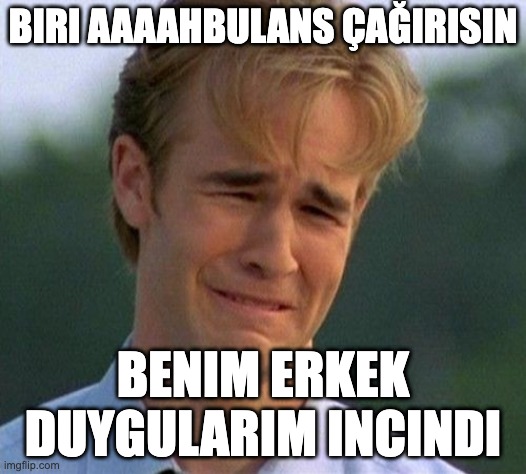 BIRI AAAAHBULANS ÇAĞIRISIN
BENIM ERKEK
DUYGULARIM INCINDI
imgflip.com